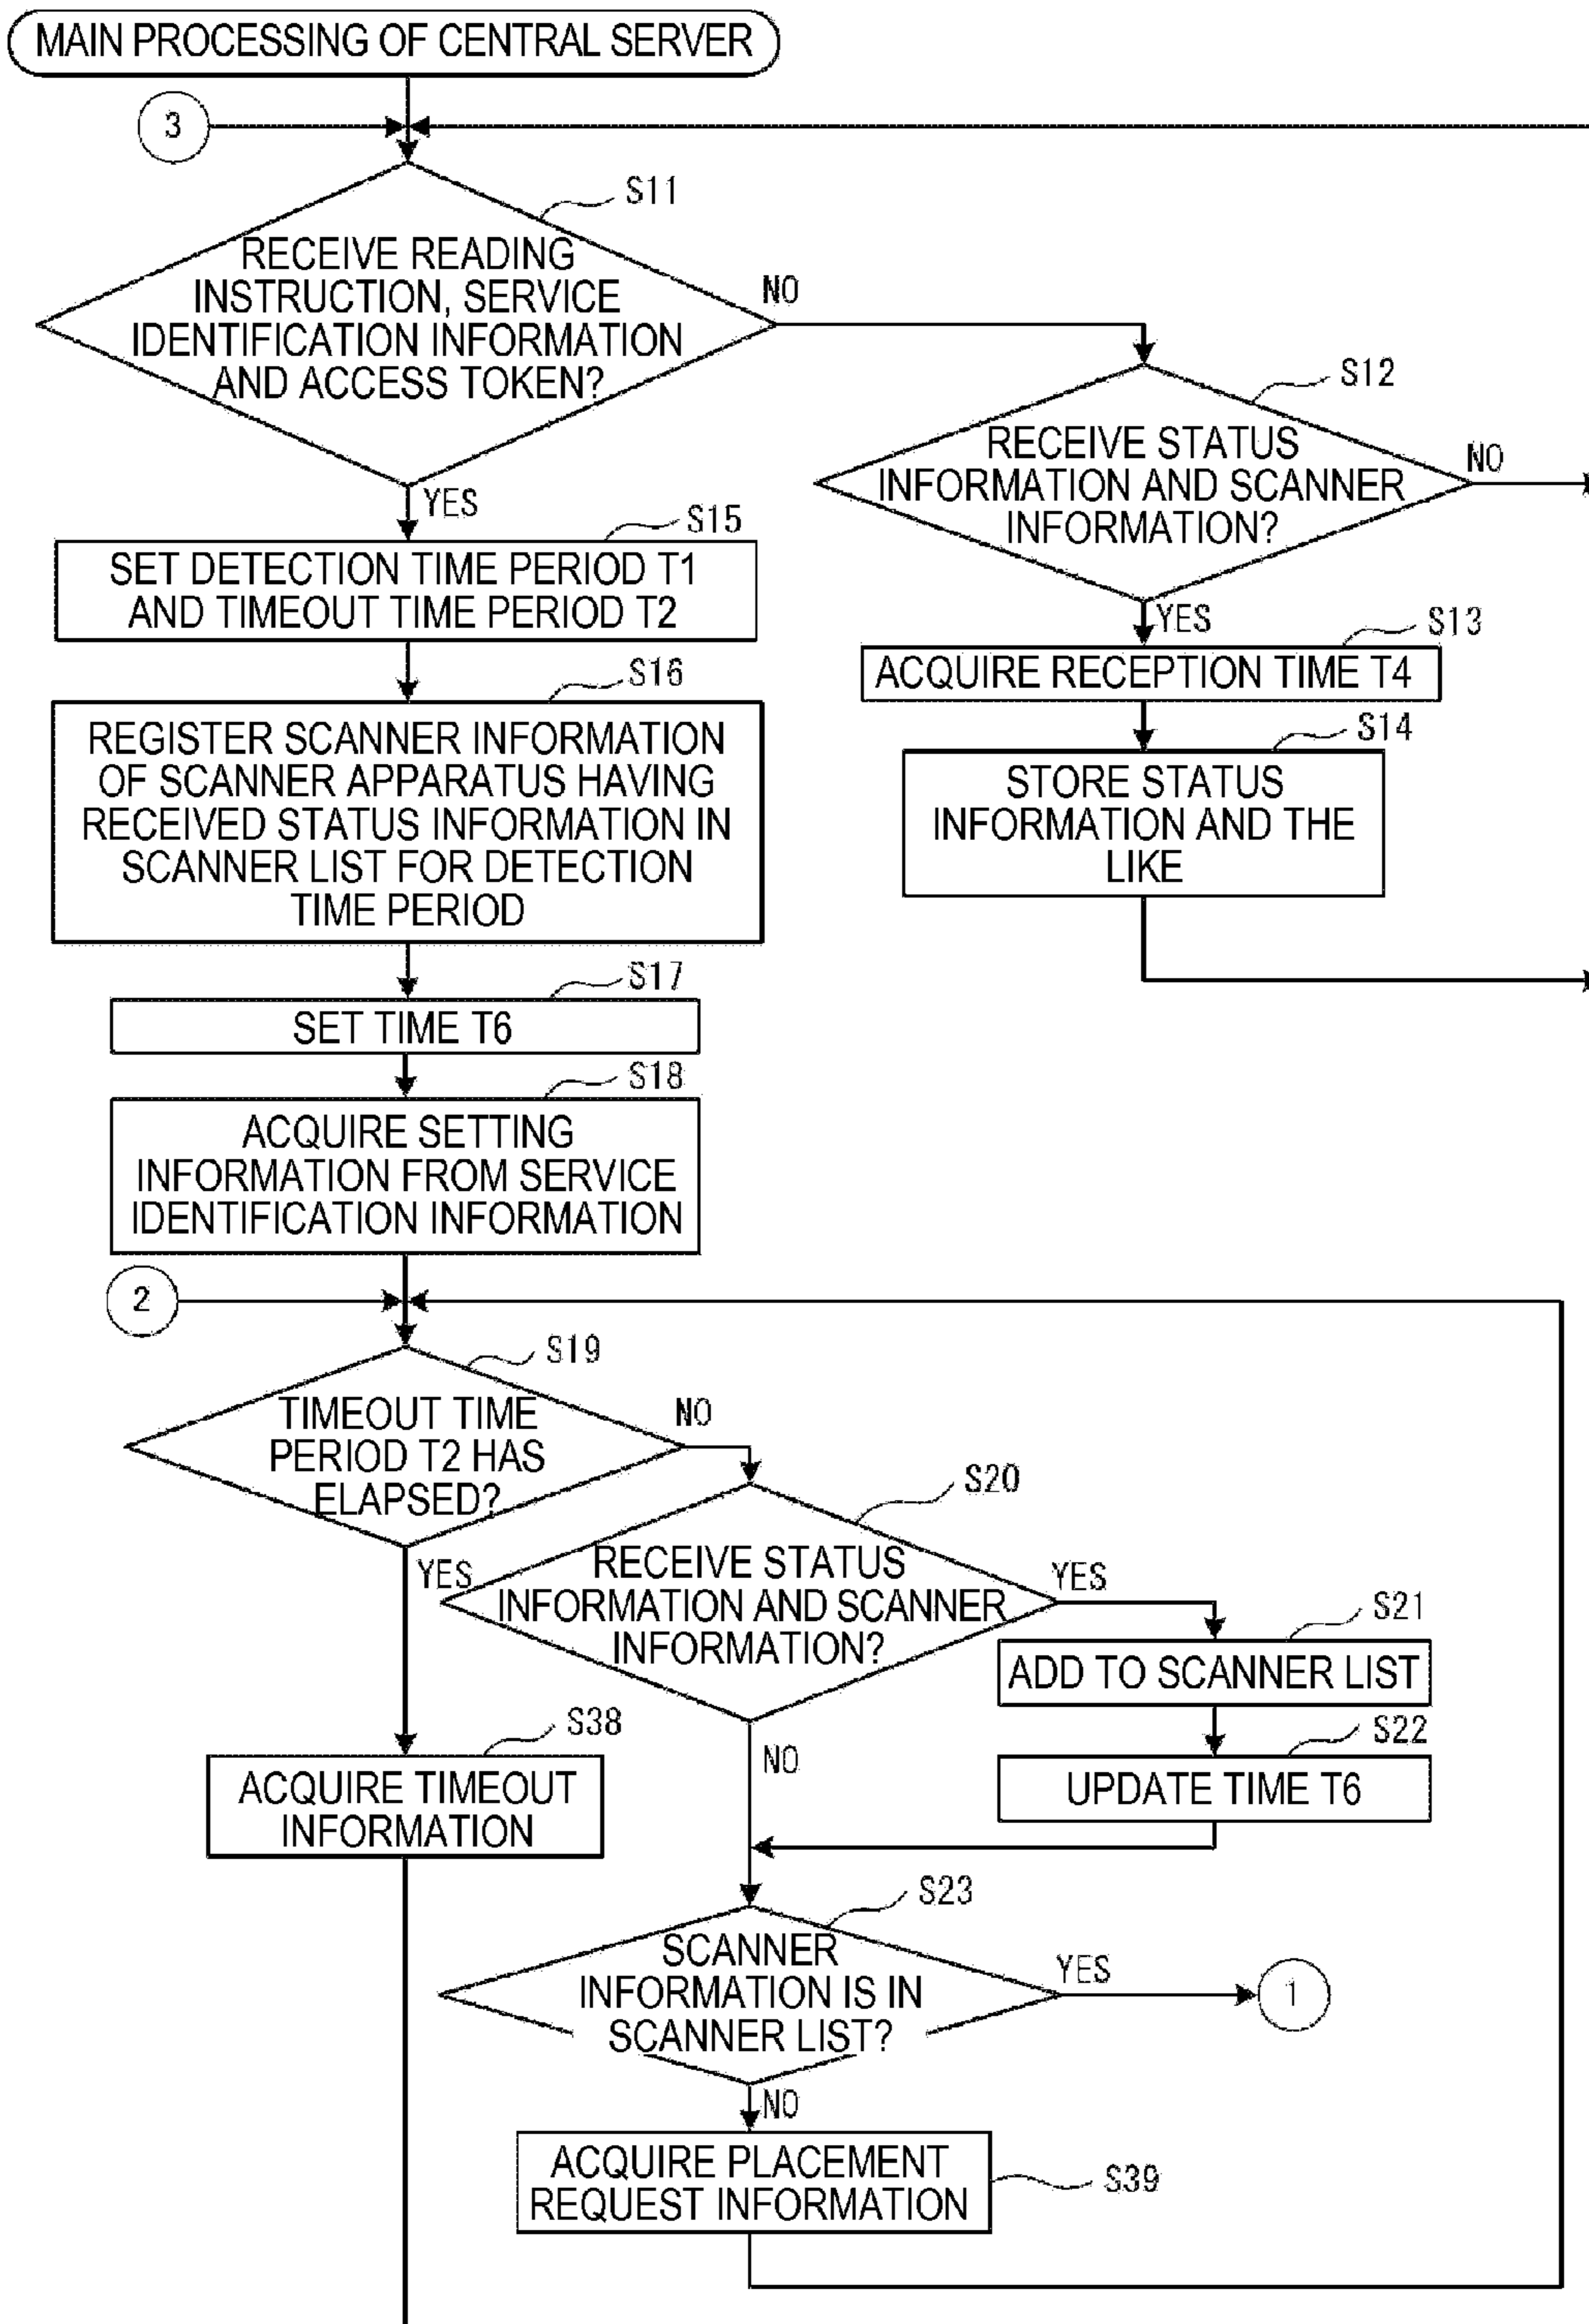 MAIN PROCESSING OF CENTRAL SERVER
3
S11
RECEIVE READING
INSTRUCTION, SERVICE
IDENTIFICATION INFORMATION
AND ACCESS TOKEN?
NO
YES
S12
RECEIVE STATUS
INFORMATION AND SCANNER
INFORMATION?
NO
YES
S13
ACQUIRE RECEPTION TIME T4
S14
STORE STATUS
INFORMATION AND THE
LIKE
S15
SET DETECTION TIME PERIOD T1
AND TIMEOUT TIME PERIOD T2
S16
REGISTER SCANNER INFORMATION
OF SCANNER APPARATUS HAVING
RECEIVED STATUS INFORMATION IN
SCANNER LIST FOR DETECTION
TIME PERIOD
S17
SET TIME T6
S18
ACQUIRE SETTING
INFORMATION FROM SERVICE
IDENTIFICATION INFORMATION
2
S19
TIMEOUT TIME
PERIOD T2 HAS
ELAPSED?
NO
YES
S20
RECEIVE STATUS
INFORMATION AND SCANNER
INFORMATION?
YES
NO
S21
ADD TO SCANNER LIST
S22
UPDATE TIME T6
S38
ACQUIRE TIMEOUT
INFORMATION
S23
SCANNER
INFORMATION IS IN
SCANNER LIST?
YES
1
NO
ACQUIRE PLACEMENT
REQUEST INFORMATION
S39